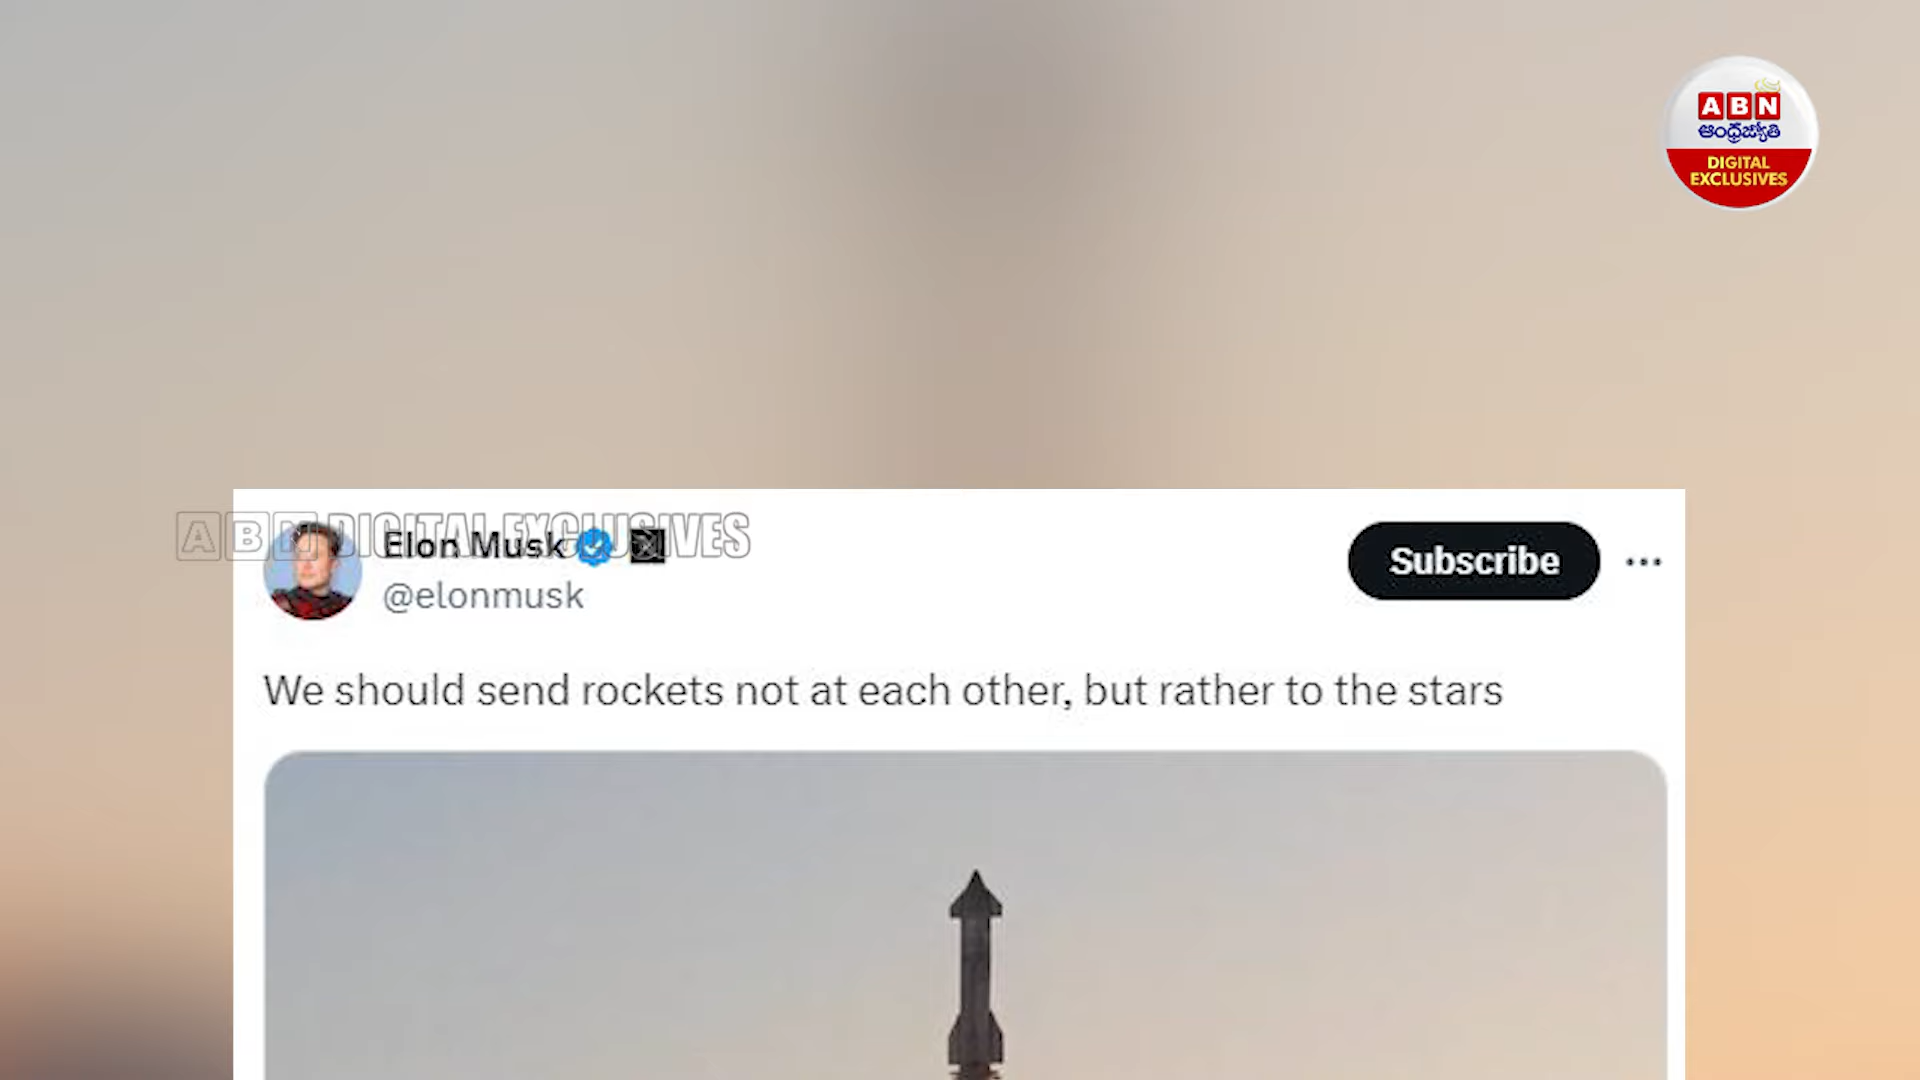 ABN
ఆంధ్రజ్యోతి
DIGITAL
EXCLUSIVES
ABN DIGITAL EXCLUSIVES
Elon Musk
@elonmusk
Subscribe
We should send rockets not at each other, but rather to the stars